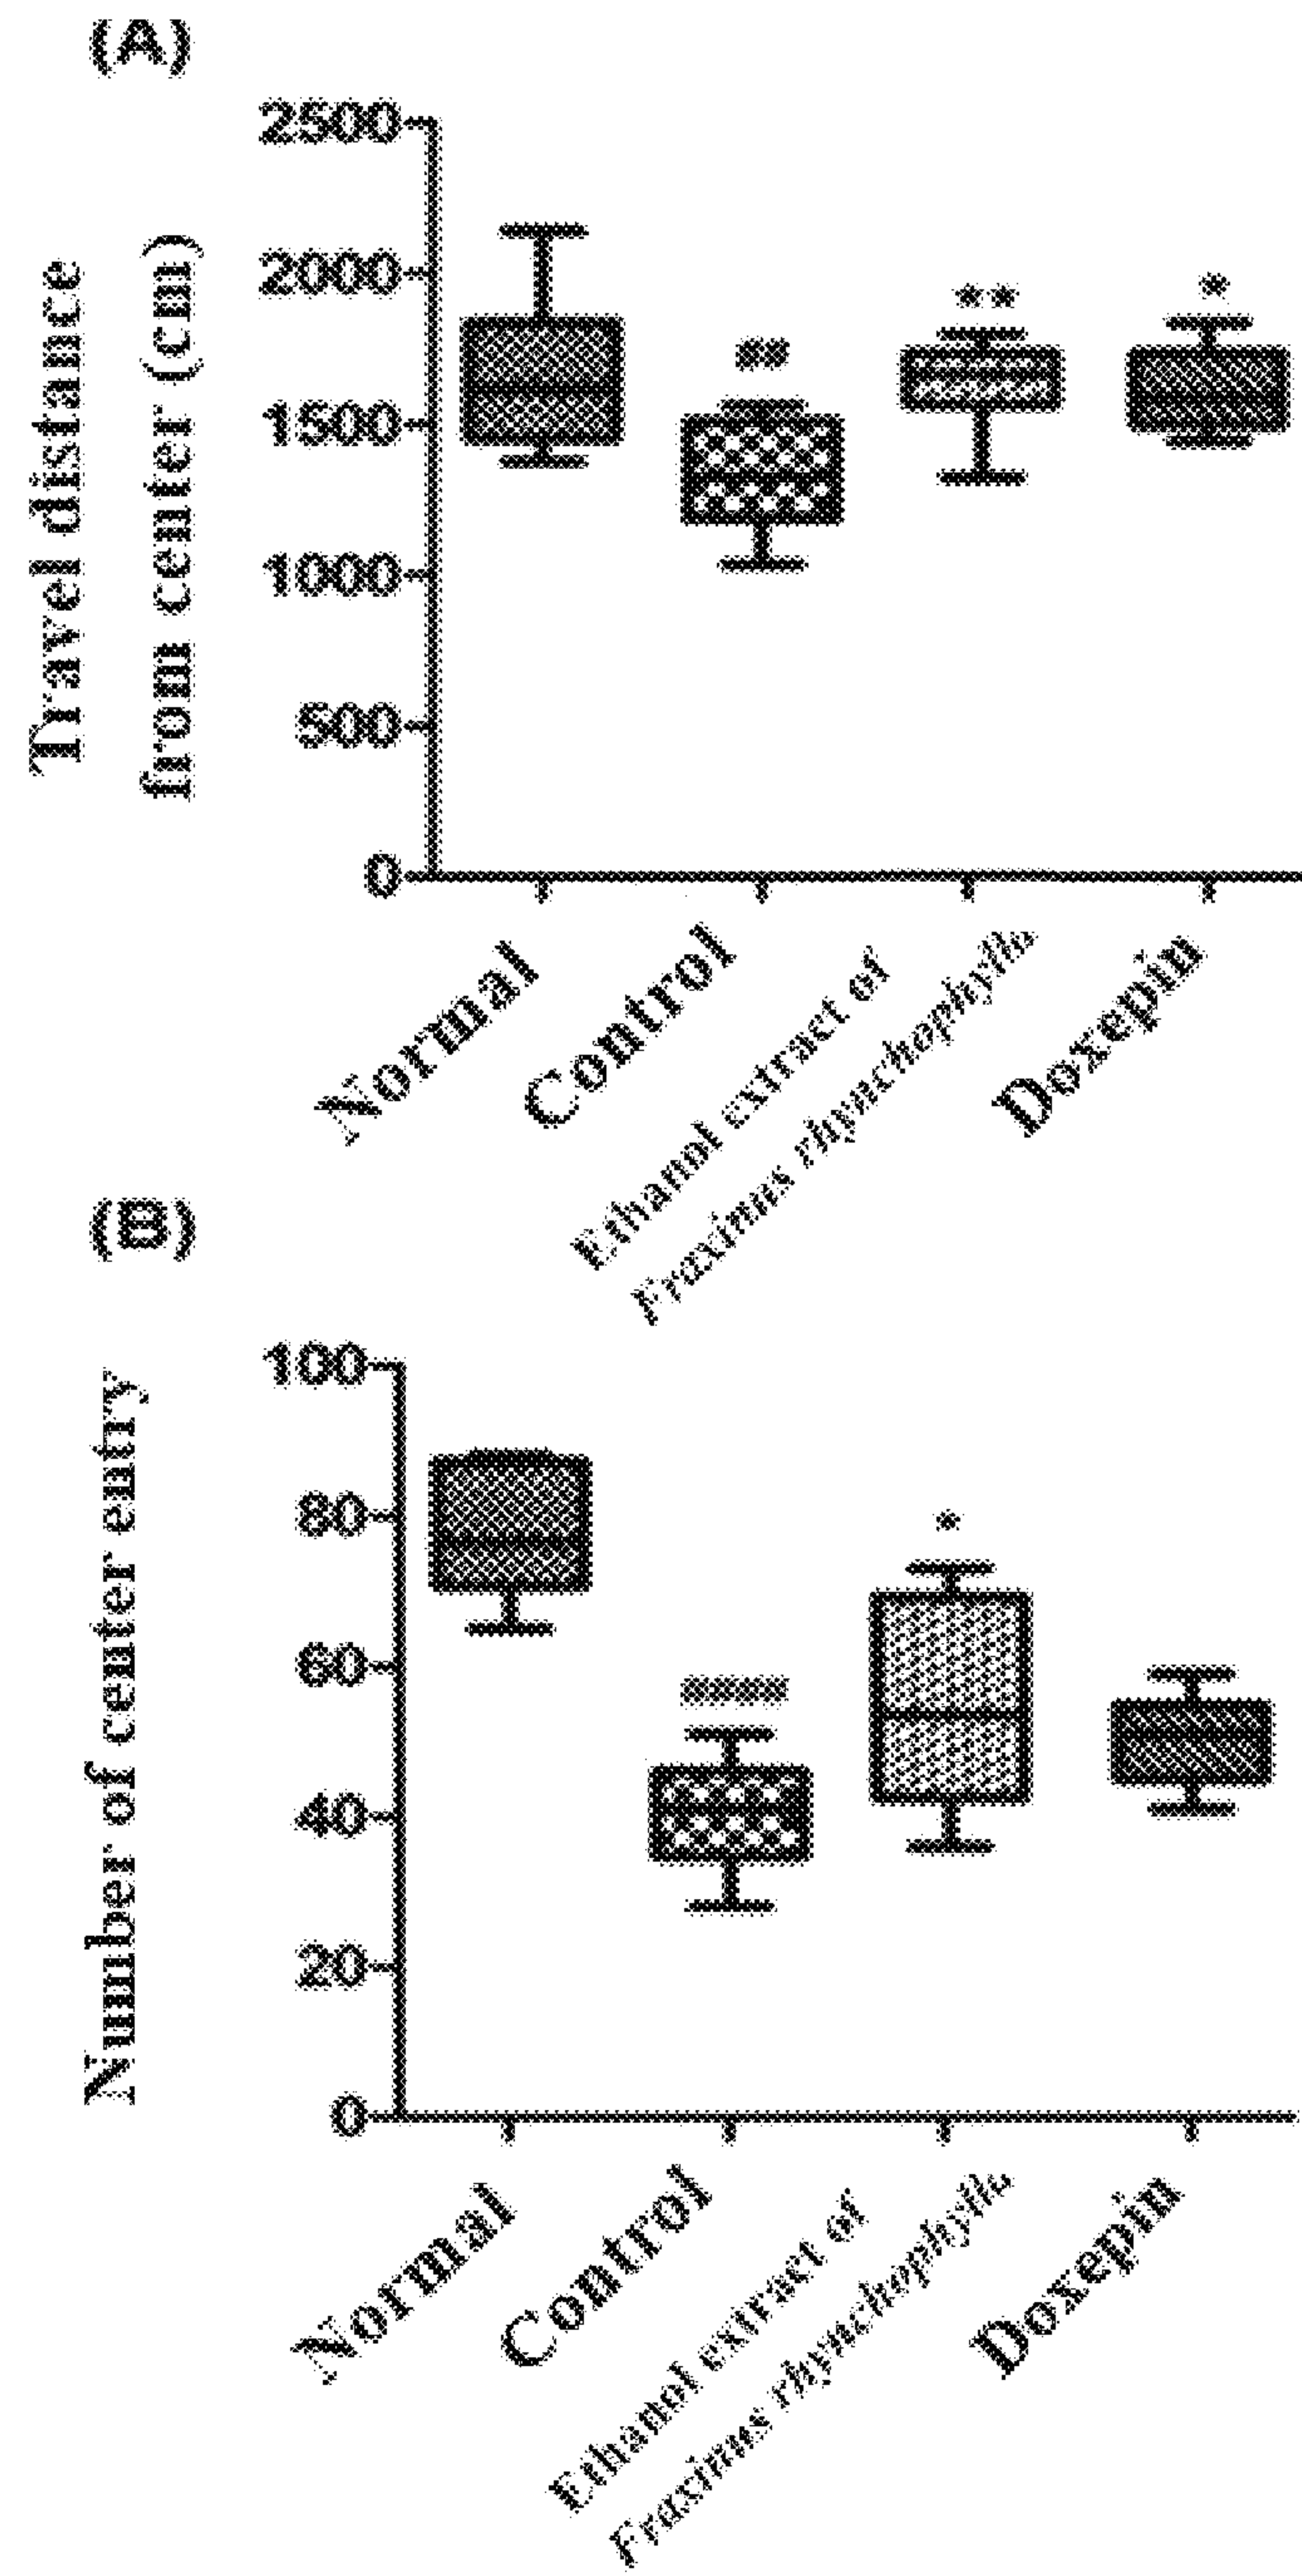 (A)
Travel distance
from center (cm)
2500
2000
1500
1000
500
0
##
**
*
Normal
Control
Ethanol extract of
Fraxinus rhynchophylla
Doxepin
(B)
Number of center entry
100
80
60
40
20
0
*
Normal
Control
Ethanol extract of
Fraxinus rhynchophylla
Doxepin